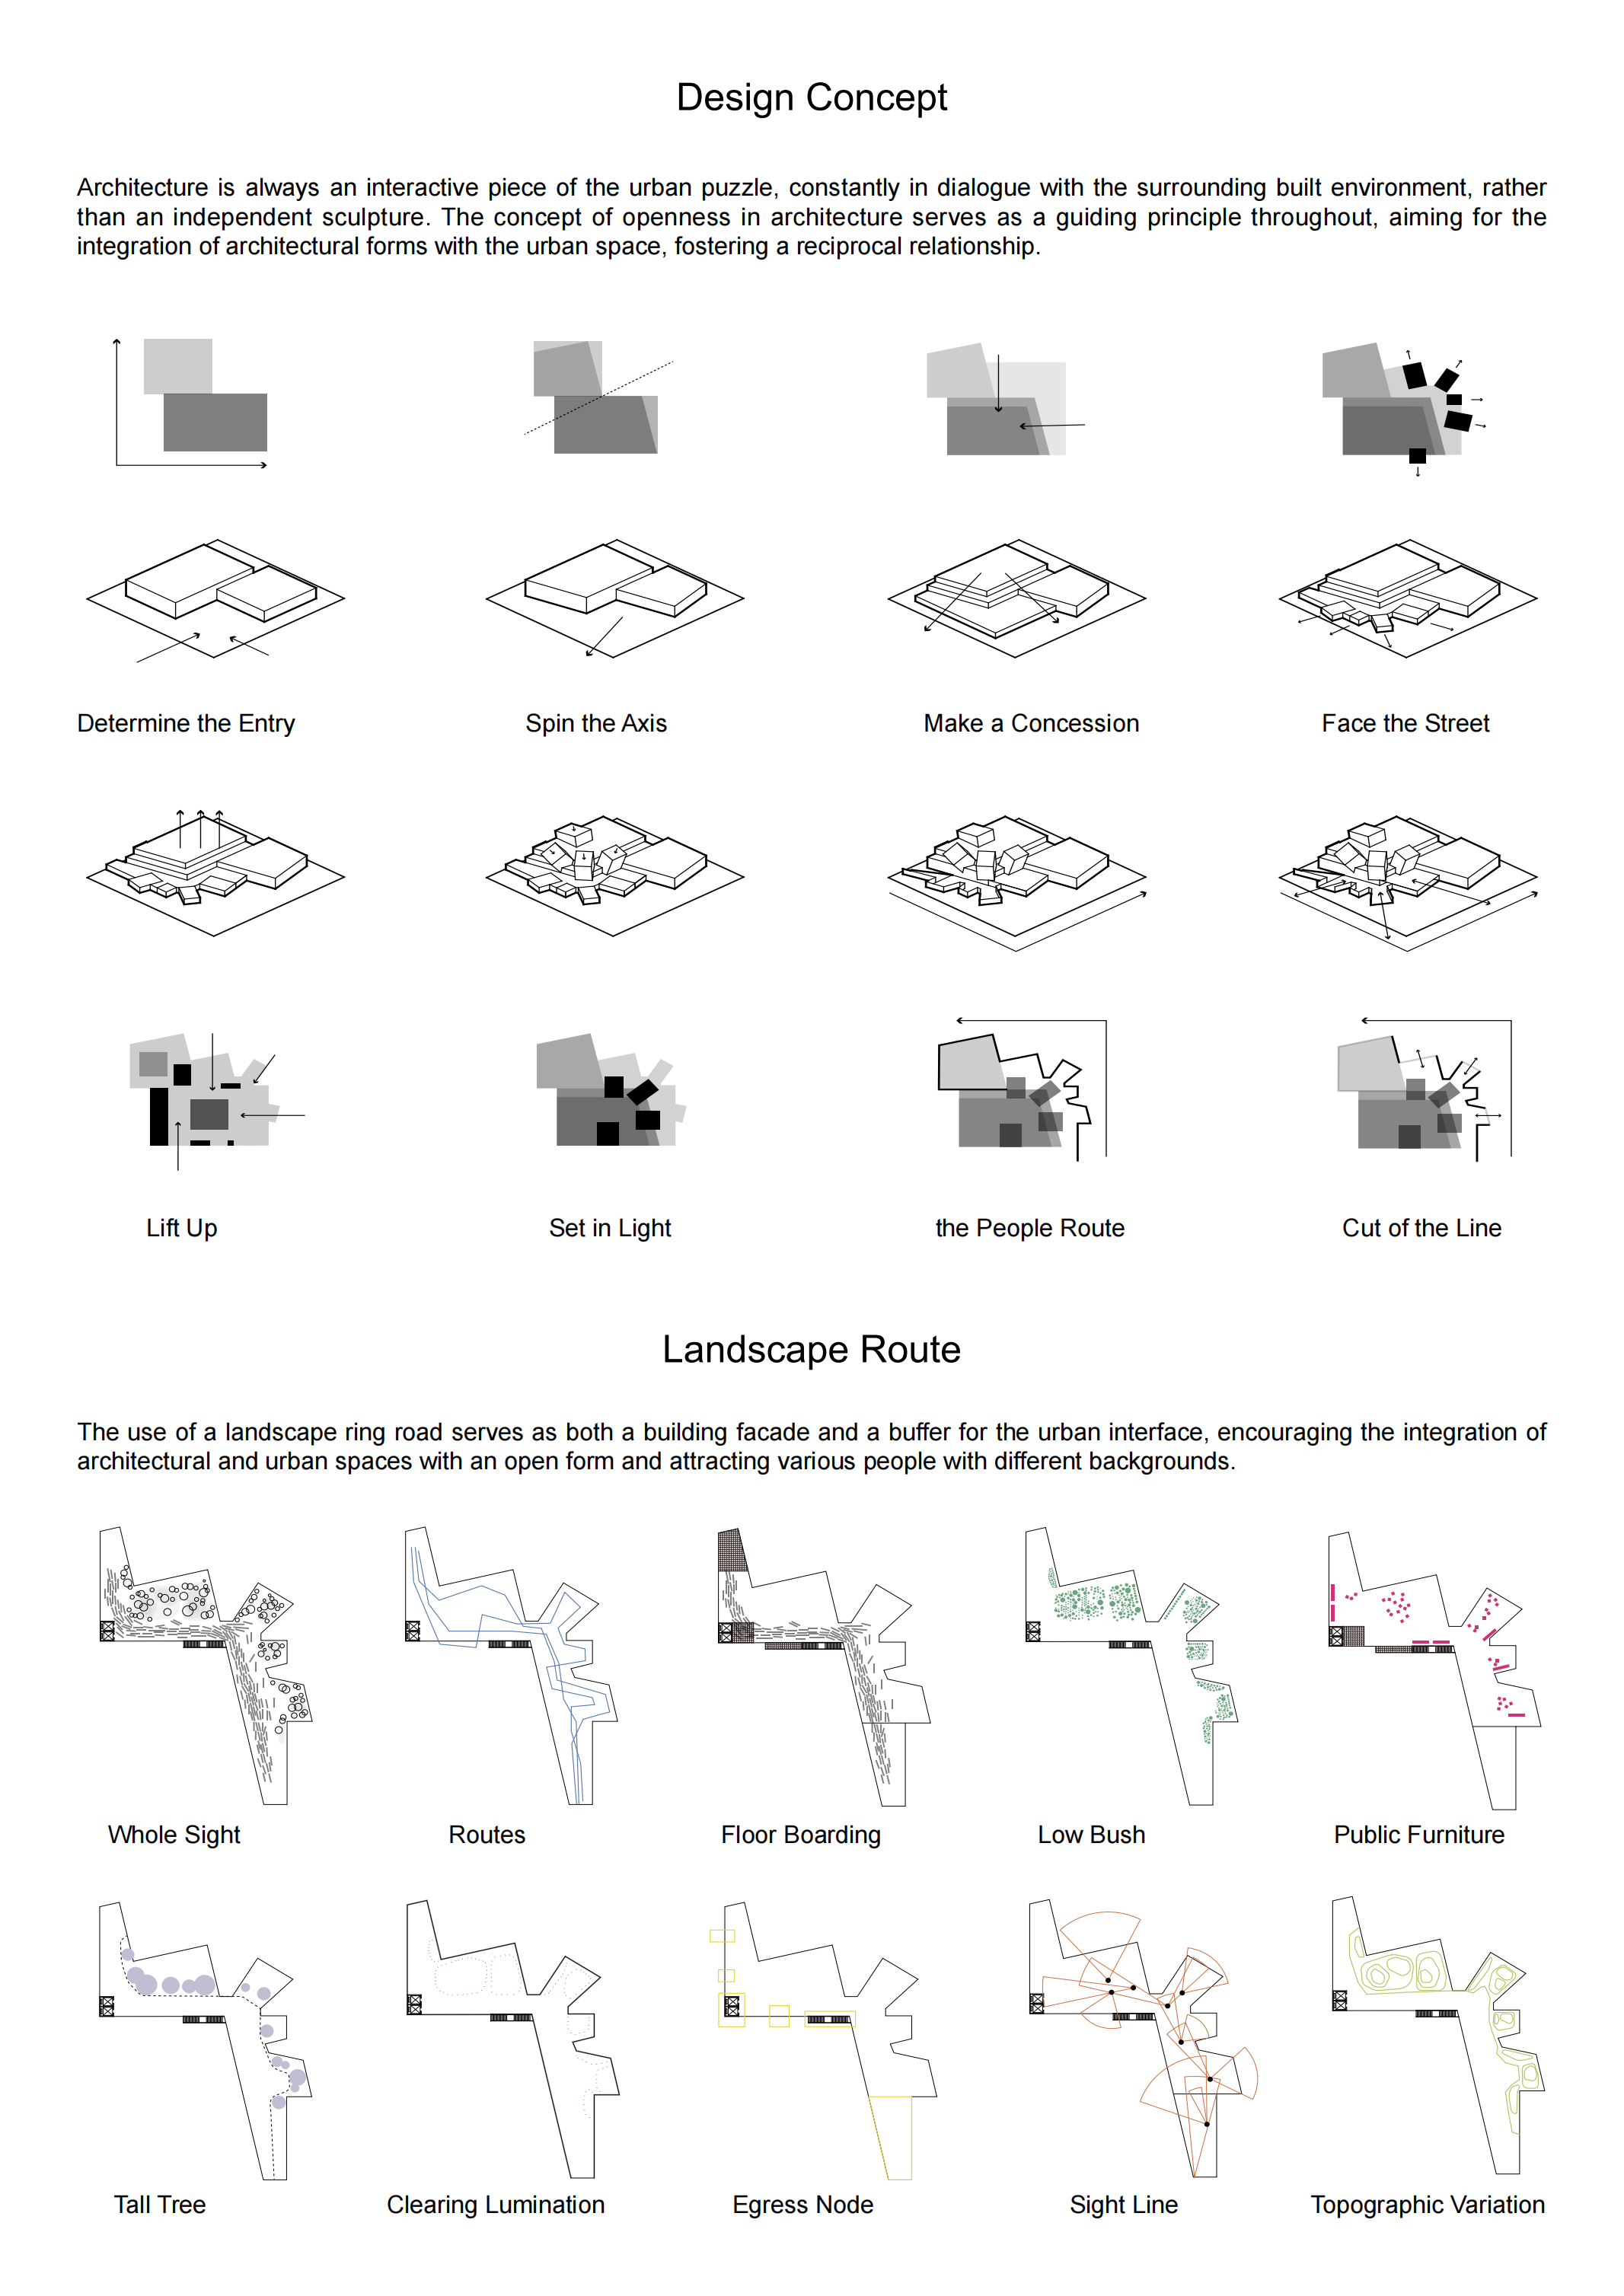 Design Concept
Architecture is always an interactive piece of the urban puzzle, constantly in dialogue with the surrounding built environment, rather
than an independent sculpture. The concept of openness in architecture serves as a guiding principle throughout, aiming for the
integration of architectural forms with the urban space, fostering a reciprocal relationship.
Determine the Entry
Spin the Axis
Make a Concession
Face the Street
Lift Up
Set in Light
the People Route
Cut of the Line
Landscape Route
The use of a landscape ring road serves as both a building facade and a buffer for the urban interface, encouraging the integration of
architectural and urban spaces with an open form and attracting various people with different backgrounds.
Whole Sight
Routes
Floor Boarding
Low Bush
Public Furniture
Tall Tree
Clearing Lumination
Egress Node
Sight Line
Topographic Variation